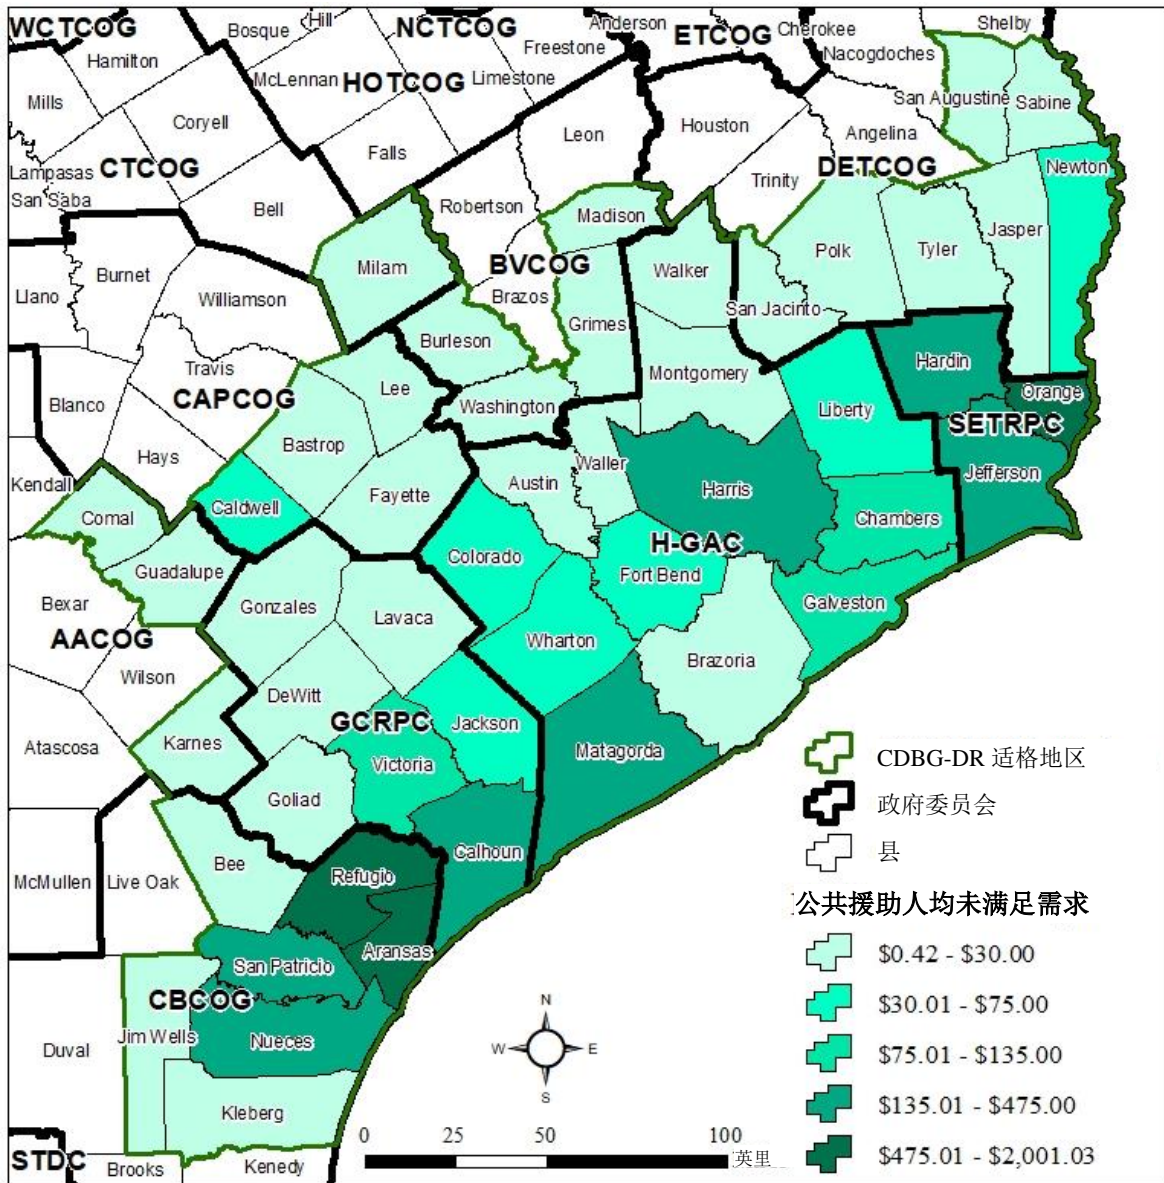 WCTCOG
Bosque
Hill
NCTCOG
Anderson
ETCOG
Cherokee
Shelby
Hamilton
McLennan
HOTCOG
Limestone
Freestone
Nacogdoches
Mills
Coryell
Falls
Leon
Houston
Angelina
San Augustine
Sabine
Lampasas
CTCOG
San Saba
Bell
Robertson
Madison
Trinity
DETCOG
Newton
Burnet
Milam
BVCOG
Walker
Polk
Tyler
Jasper
Llano
Williamson
Brazos
Grimes
San Jacinto
Travis
Burleson
Montgomery
Hardin
Blanco
CAPCOG
Lee
Washington
Liberty
Orange
SETRPC
Hays
Bastrop
Waller
Jefferson
Kendall
Caldwell
Fayette
Austin
Harris
Chambers
Comal
H-GAC
Guadalupe
Colorado
Fort Bend
Galveston
Bexar
Gonzales
Lavaca
AACOG
Wharton
Brazoria
Wilson
DeWitt
Atascosa
Karnes
GCRPC
Jackson
Matagorda
Victoria
Goliad
McMullen
Live Oak
Bee
Refugio
Calhoun
San Patricio
Aransas
CBCOG
Duval
Jim Wells
Nueces
Kleberg
STDC
Brooks
Kenedy
CDBG-DR 适格地区
政府委员会
县
公共援助人均未满足需求
$0.42 - $30.00
$30.01 - $75.00
$75.01 - $135.00
$135.01 - $475.00
$475.01 - $2,001.03
N
W E
S
0 25 50 100
英里